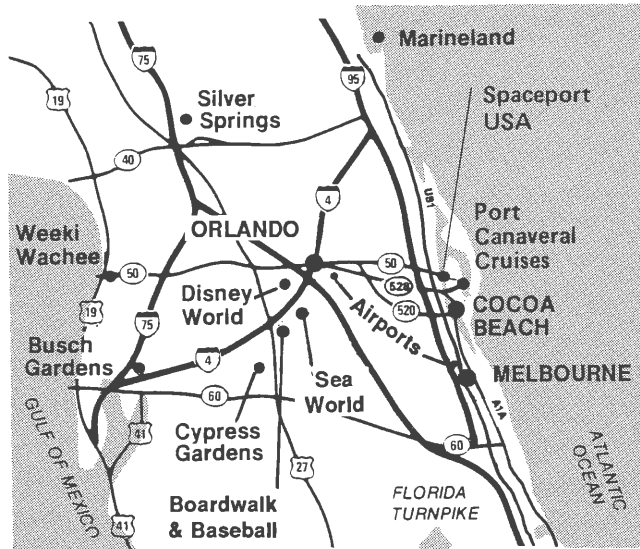 Marineland
75
95
19
Silver
Springs
Spaceport
USA
40
4
US1
ORLANDO
Port
Canaveral
Cruises
Weeki
Wachee
50
50
528
Disney
World
Airports
520
COCOA
BEACH
19
75
Busch
Gardens
4
Sea
World
MELBOURNE
60
A1A
Cypress
Gardens
GULF OF MEXICO
41
60
27
ATLANTIC
OCEAN
Boardwalk
& Baseball
FLORIDA
TURNPIKE
41